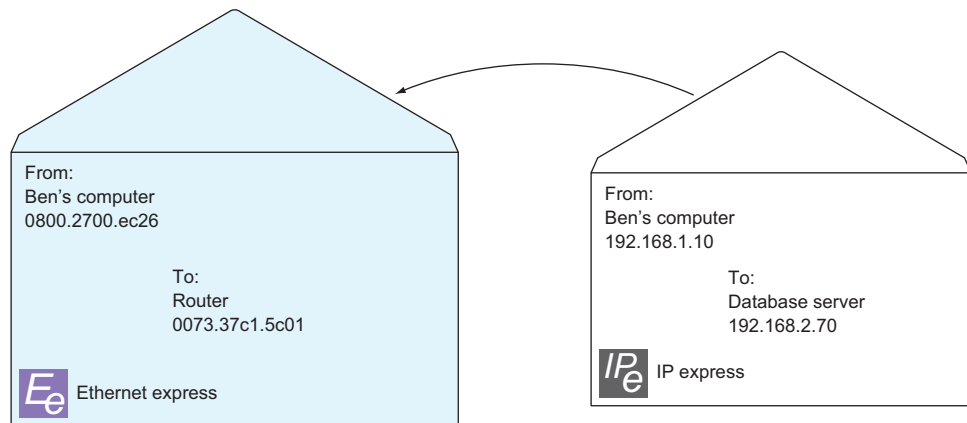 From:
Ben's computer
0800.2700.ec26
To:
Router
0073.37c1.5c01
Ee Ethernet express
From:
Ben's computer
192.168.1.10
To:
Database server
192.168.2.70
IPe IP express